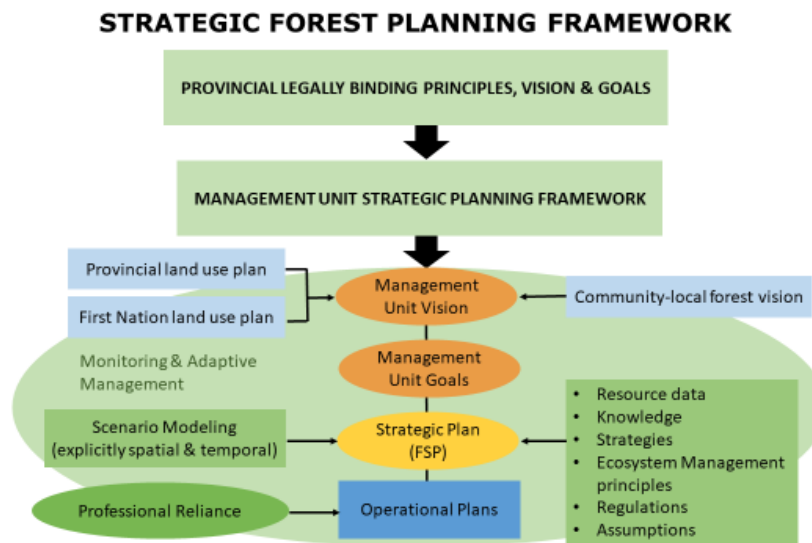 STRATEGIC FOREST PLANNING FRAMEWORK
PROVINCIAL LEGALLY BINDING PRINCIPLES, VISION & GOALS
MANAGEMENT UNIT STRATEGIC PLANNING FRAMEWORK
Provincial land use plan
First Nation land use plan
Management
Unit Vision
Community-local forest vision
Monitoring & Adaptive
Management
Management
Unit Goals
Scenario Modeling
(explicitly spatial & temporal)
Strategic Plan
(FSP)
• Resource data
• Knowledge
• Strategies
• Ecosystem Management
principles
• Regulations
• Assumptions
Professional Reliance
Operational Plans